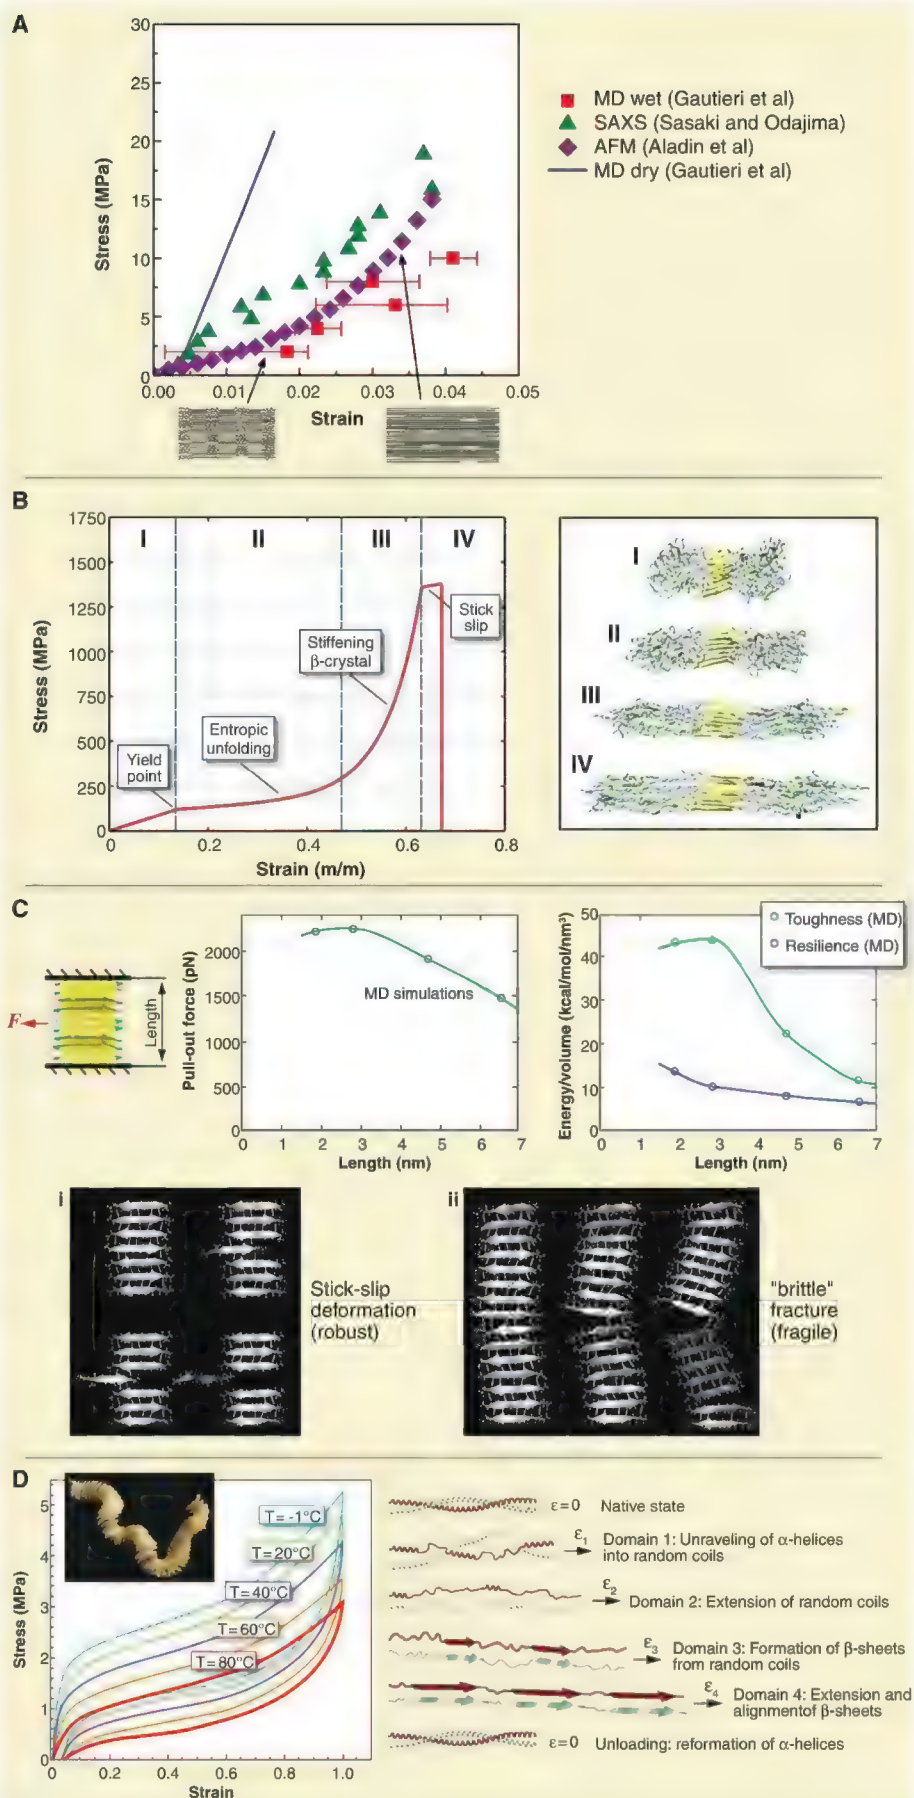 A
30
25
20
15
10
5
0
Stress (MPa)
0.00
0.01
0.02
0.03
0.04
0.05
Strain
MD wet (Gautieri et al)
SAXS (Sasaki and Odajima)
AFM (Aladin et al)
MD dry (Gautieri et al)
B
1750
1500
1250
1000
750
500
250
0
Stress (MPa)
I
II
III
IV
Yield
point
Entropic
unfolding
Stiffening
β-crystal
Stick
slip
0
0.2
0.4
0.6
0.8
Strain (m/m)
I
II
III
IV
C
F
Length
2000
1500
1000
500
0
Pull-out force (pN)
MD simulations
0 1 2 3 4 5 6 7
Length (nm)
50
40
30
20
10
0
Energy/volume (kcal/mol/nm³)
Toughness (MD)
Resilience (MD)
0 1 2 3 4 5 6 7
Length (nm)
i
Stick-slip
deformation
(robust)
ii
"brittle"
fracture
(fragile)
D
5
4
3
2
1
0
Stress (MPa)
T = -1°C
T = 20°C
T = 40°C
T = 60°C
T = 80°C
0 0.2 0.4 0.6 0.8 1.0
Strain
ε=0 Native state
ε1 Domain 1: Unraveling of α-helices
into random coils
ε2
Domain 2: Extension of random coils
ε3 Domain 3: Formation of β-sheets
from random coils
ε4 Domain 4: Extension and
alignmentof β-sheets
ε=0 Unloading: reformation of α-helices